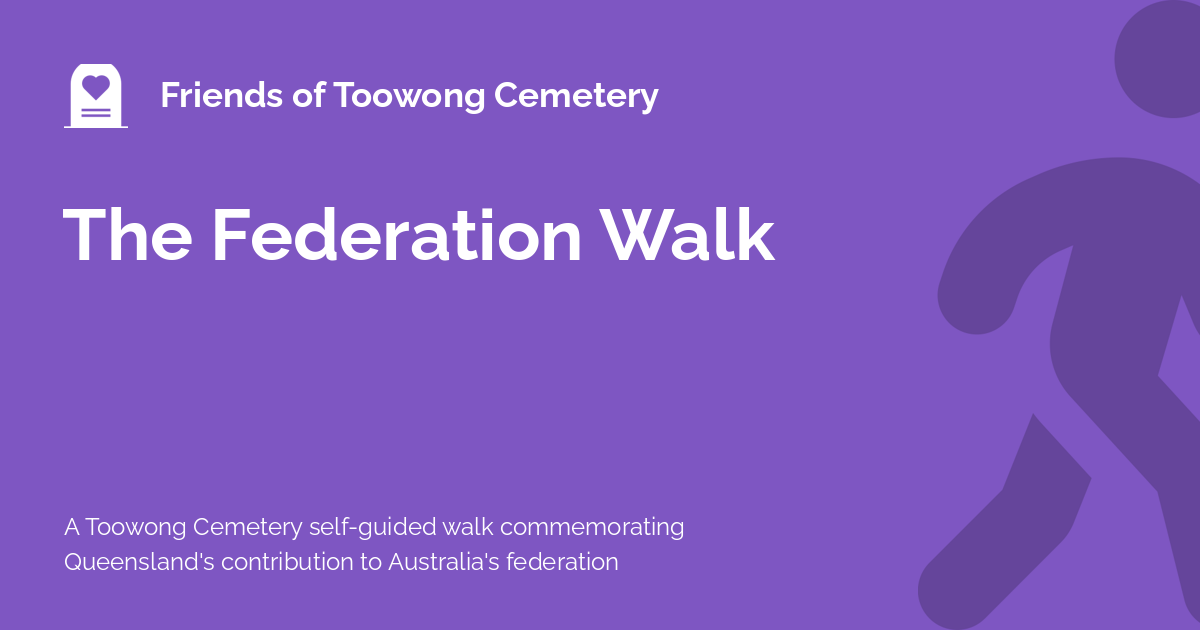 Friends of Toowong Cemetery
The Federation Walk
A Toowong Cemetery self-guided walk commemorating
Queensland's contribution to Australia's federation